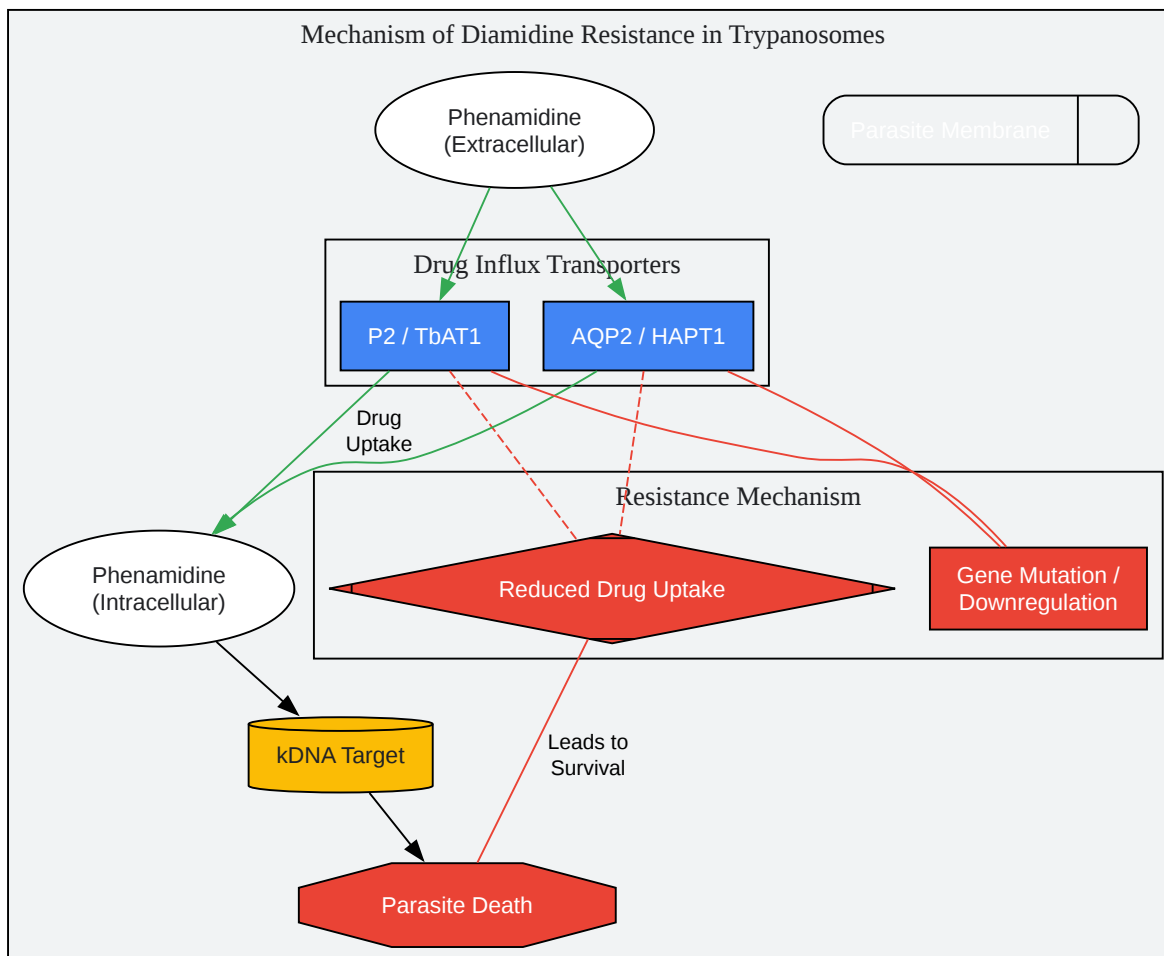 Mechanism of Diamidine Resistance in Trypanosomes
Phenamidine
(Extracellular)
Parasite Membrane
Drug Influx Transporters
P2 / TbAT1
AQP2 / HAPT1
Drug
Uptake
Resistance Mechanism
Phenamidine
(Intracellular)
Reduced Drug Uptake
Gene Mutation /
Downregulation
kDNA Target
Leads to
Survival
Parasite Death